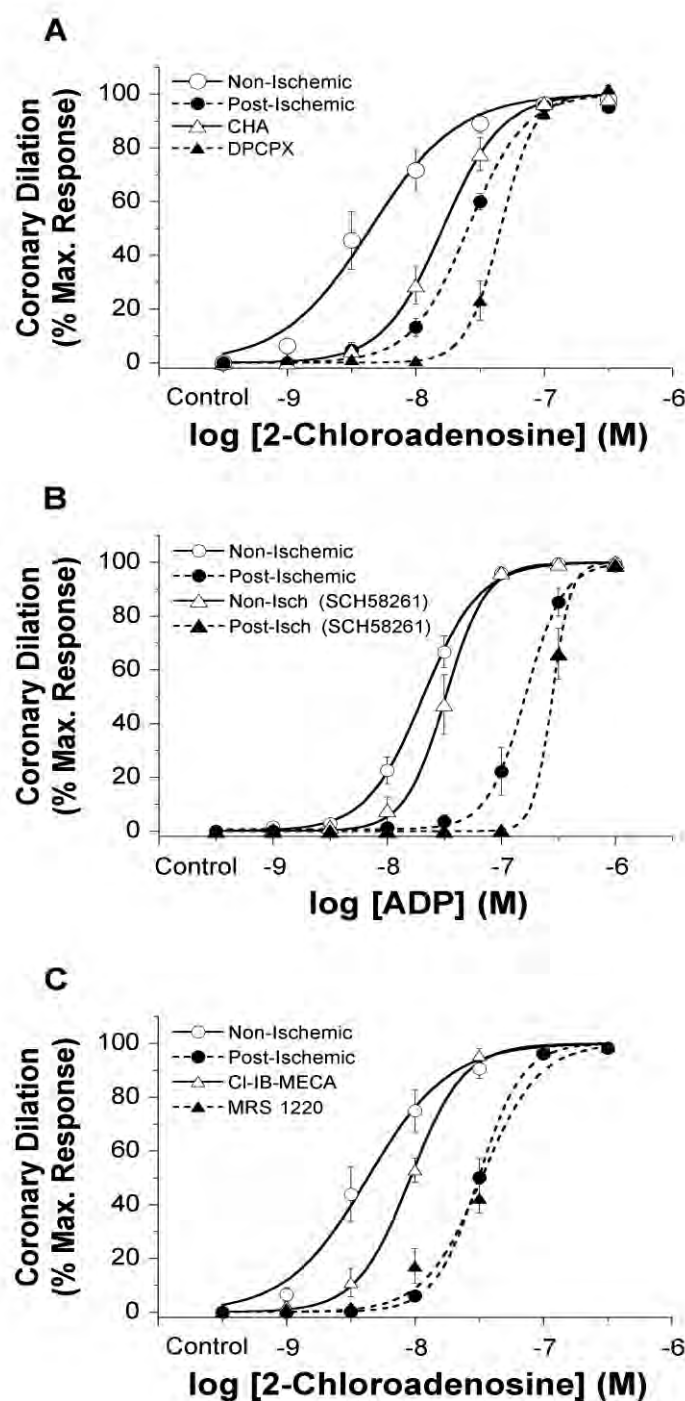 A
Coronary Dilation
(% Max. Response)
100
80
60
40
20
0
Non-Ischemic
Post-Ischemic
CHA
DPCPX
Control
-9
-8
-7
-6
log [2-Chloroadenosine] (M)
B
Coronary Dilation
(% Max. Response)
100
80
60
40
20
0
Non-Ischemic
Post-Ischemic
Non-Isch (SCH58261)
Post-Isch (SCH58261)
Control
-9
-8
-7
-6
log [ADP] (M)
C
Coronary Dilation
(% Max. Response)
100
80
60
40
20
0
Non-Ischemic
Post-Ischemic
Cl-IB-MECA
MRS 1220
Control
-9
-8
-7
-6
log [2-Chloroadenosine] (M)